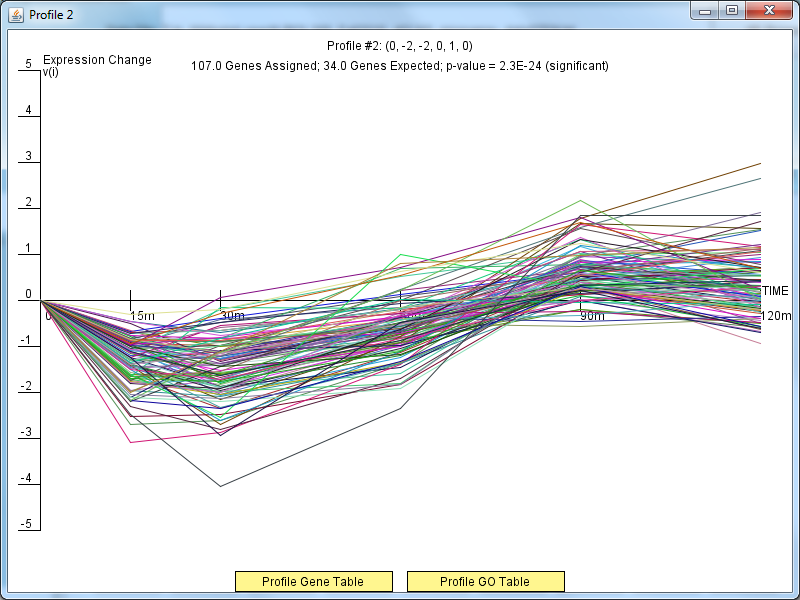 Profile 2
Profile #2: (0, -2, -2, 0, 1, 0)
Expression Change
v(i)
107.0 Genes Assigned; 34.0 Genes Expected; p-value = 2.3E-24 (significant)
5
4
3
2
1
0
-1
-2
-3
-4
-5
0
15m
30m
90m
120m
TIME
Profile Gene Table
Profile GO Table